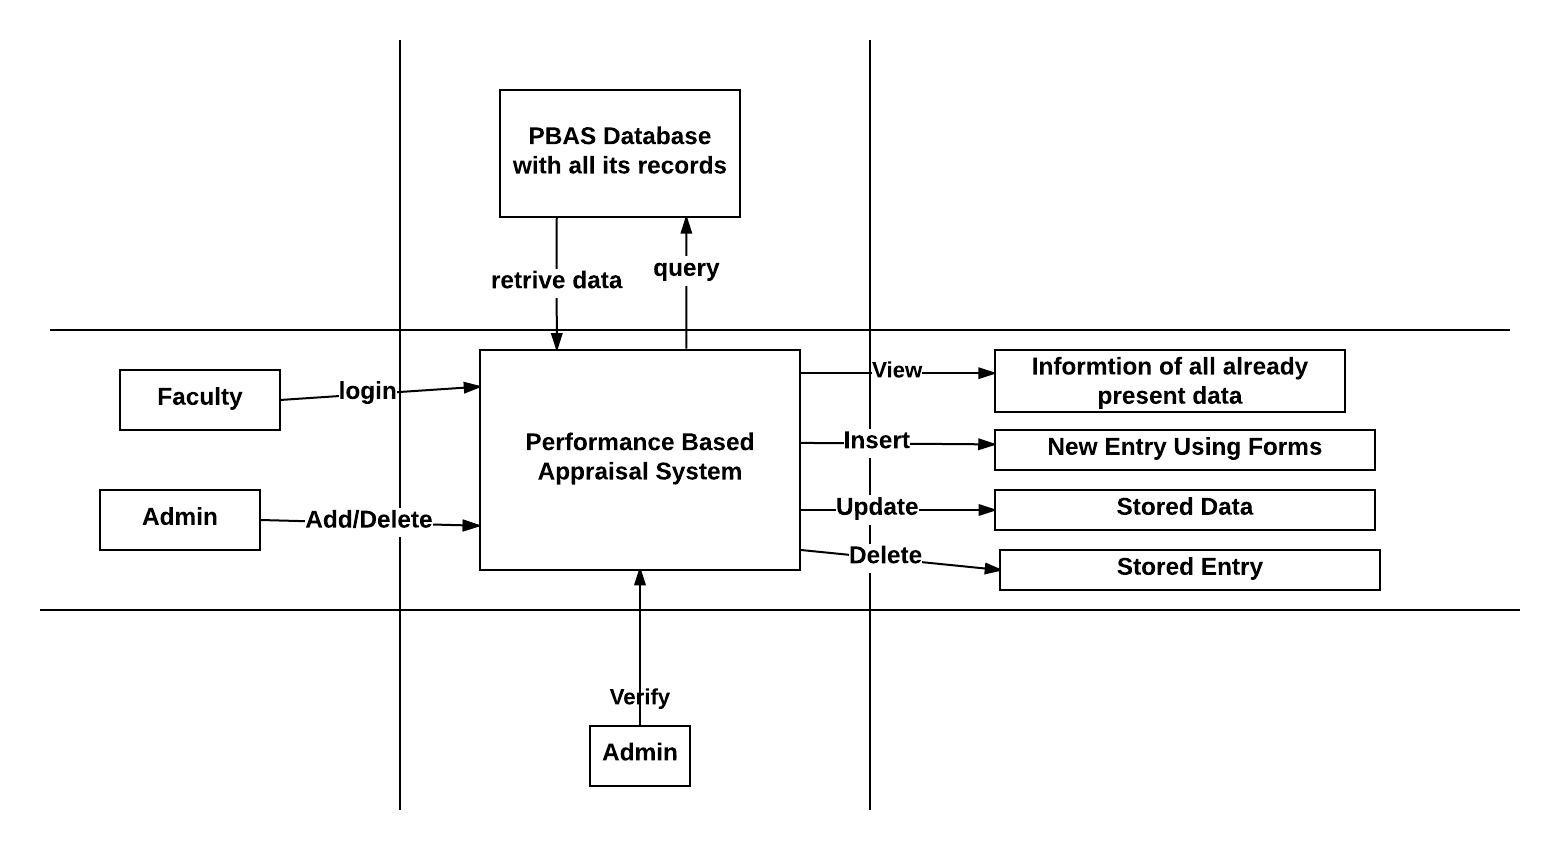 PBAS Database
with all its records
retrive data
query
Faculty
login
Admin
Add/Delete
Performance Based
Appraisal System
View
Informtion of all already
present data
Insert
New Entry Using Forms
Update
Stored Data
Delete
Stored Entry
Verify
Admin